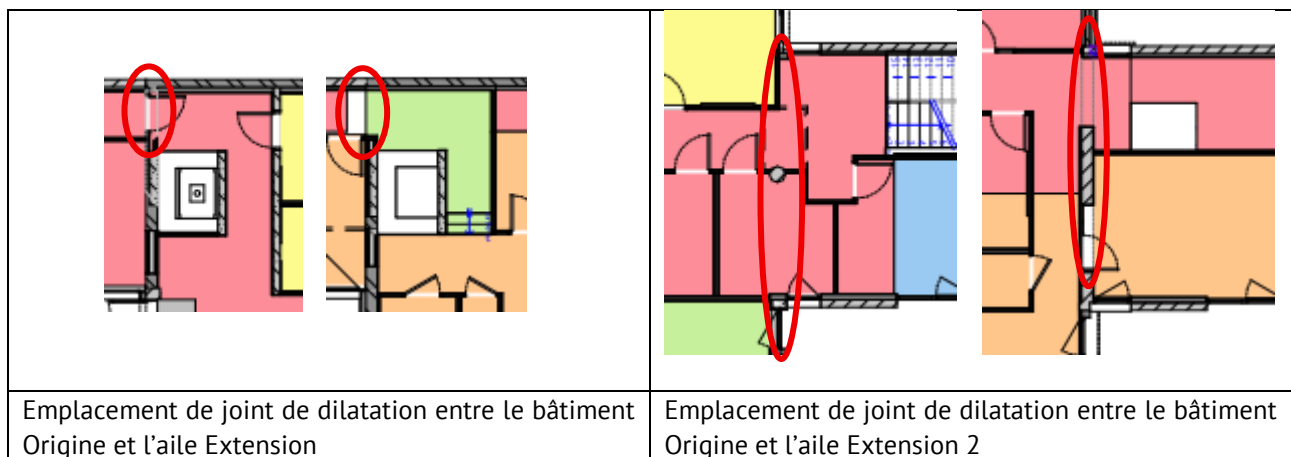 Emplacement de joint de dilatation entre le bâtiment
Origine et l’aile Extension
Emplacement de joint de dilatation entre le bâtiment
Origine et l’aile Extension 2